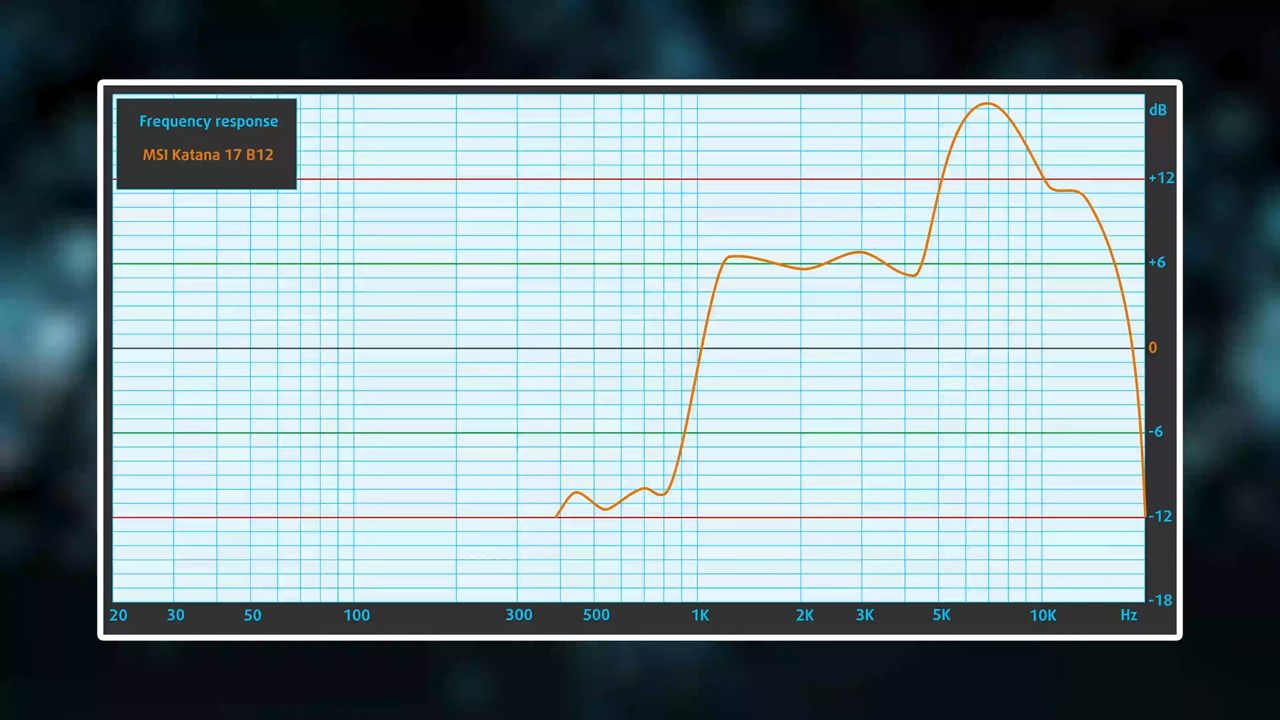 Frequency response
MSI Katana 17 B12
dB
+12
+6
0
-6
-12
-18
20 30 50 100 300 500 1K 2K 3K 5K 10K Hz